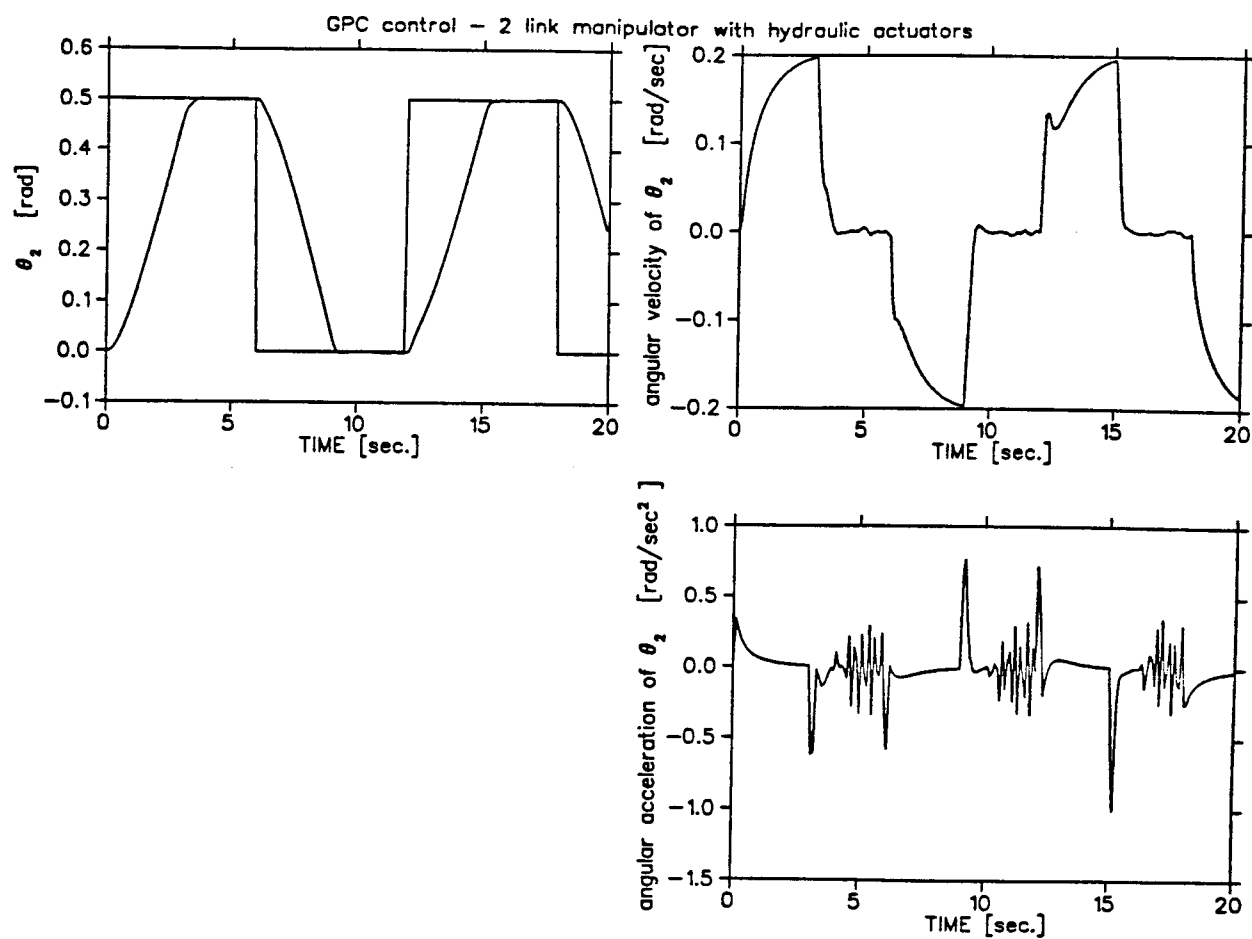 GPC control − 2 link manipulator with hydraulic actuators
θ₂ [rad]
0.6
0.5
0.4
0.3
0.2
0.1
0.0
−0.1
0 5 10 15 20
TIME [sec.]
angular velocity of θ₂ [rad/sec]
0.2
0.1
0.0
−0.1
−0.2
0 5 10 15 20
TIME [sec.]
angular acceleration of θ₂ [rad/sec²]
1.0
0.5
0.0
−0.5
−1.0
−1.5
0 5 10 15 20
TIME [sec.]